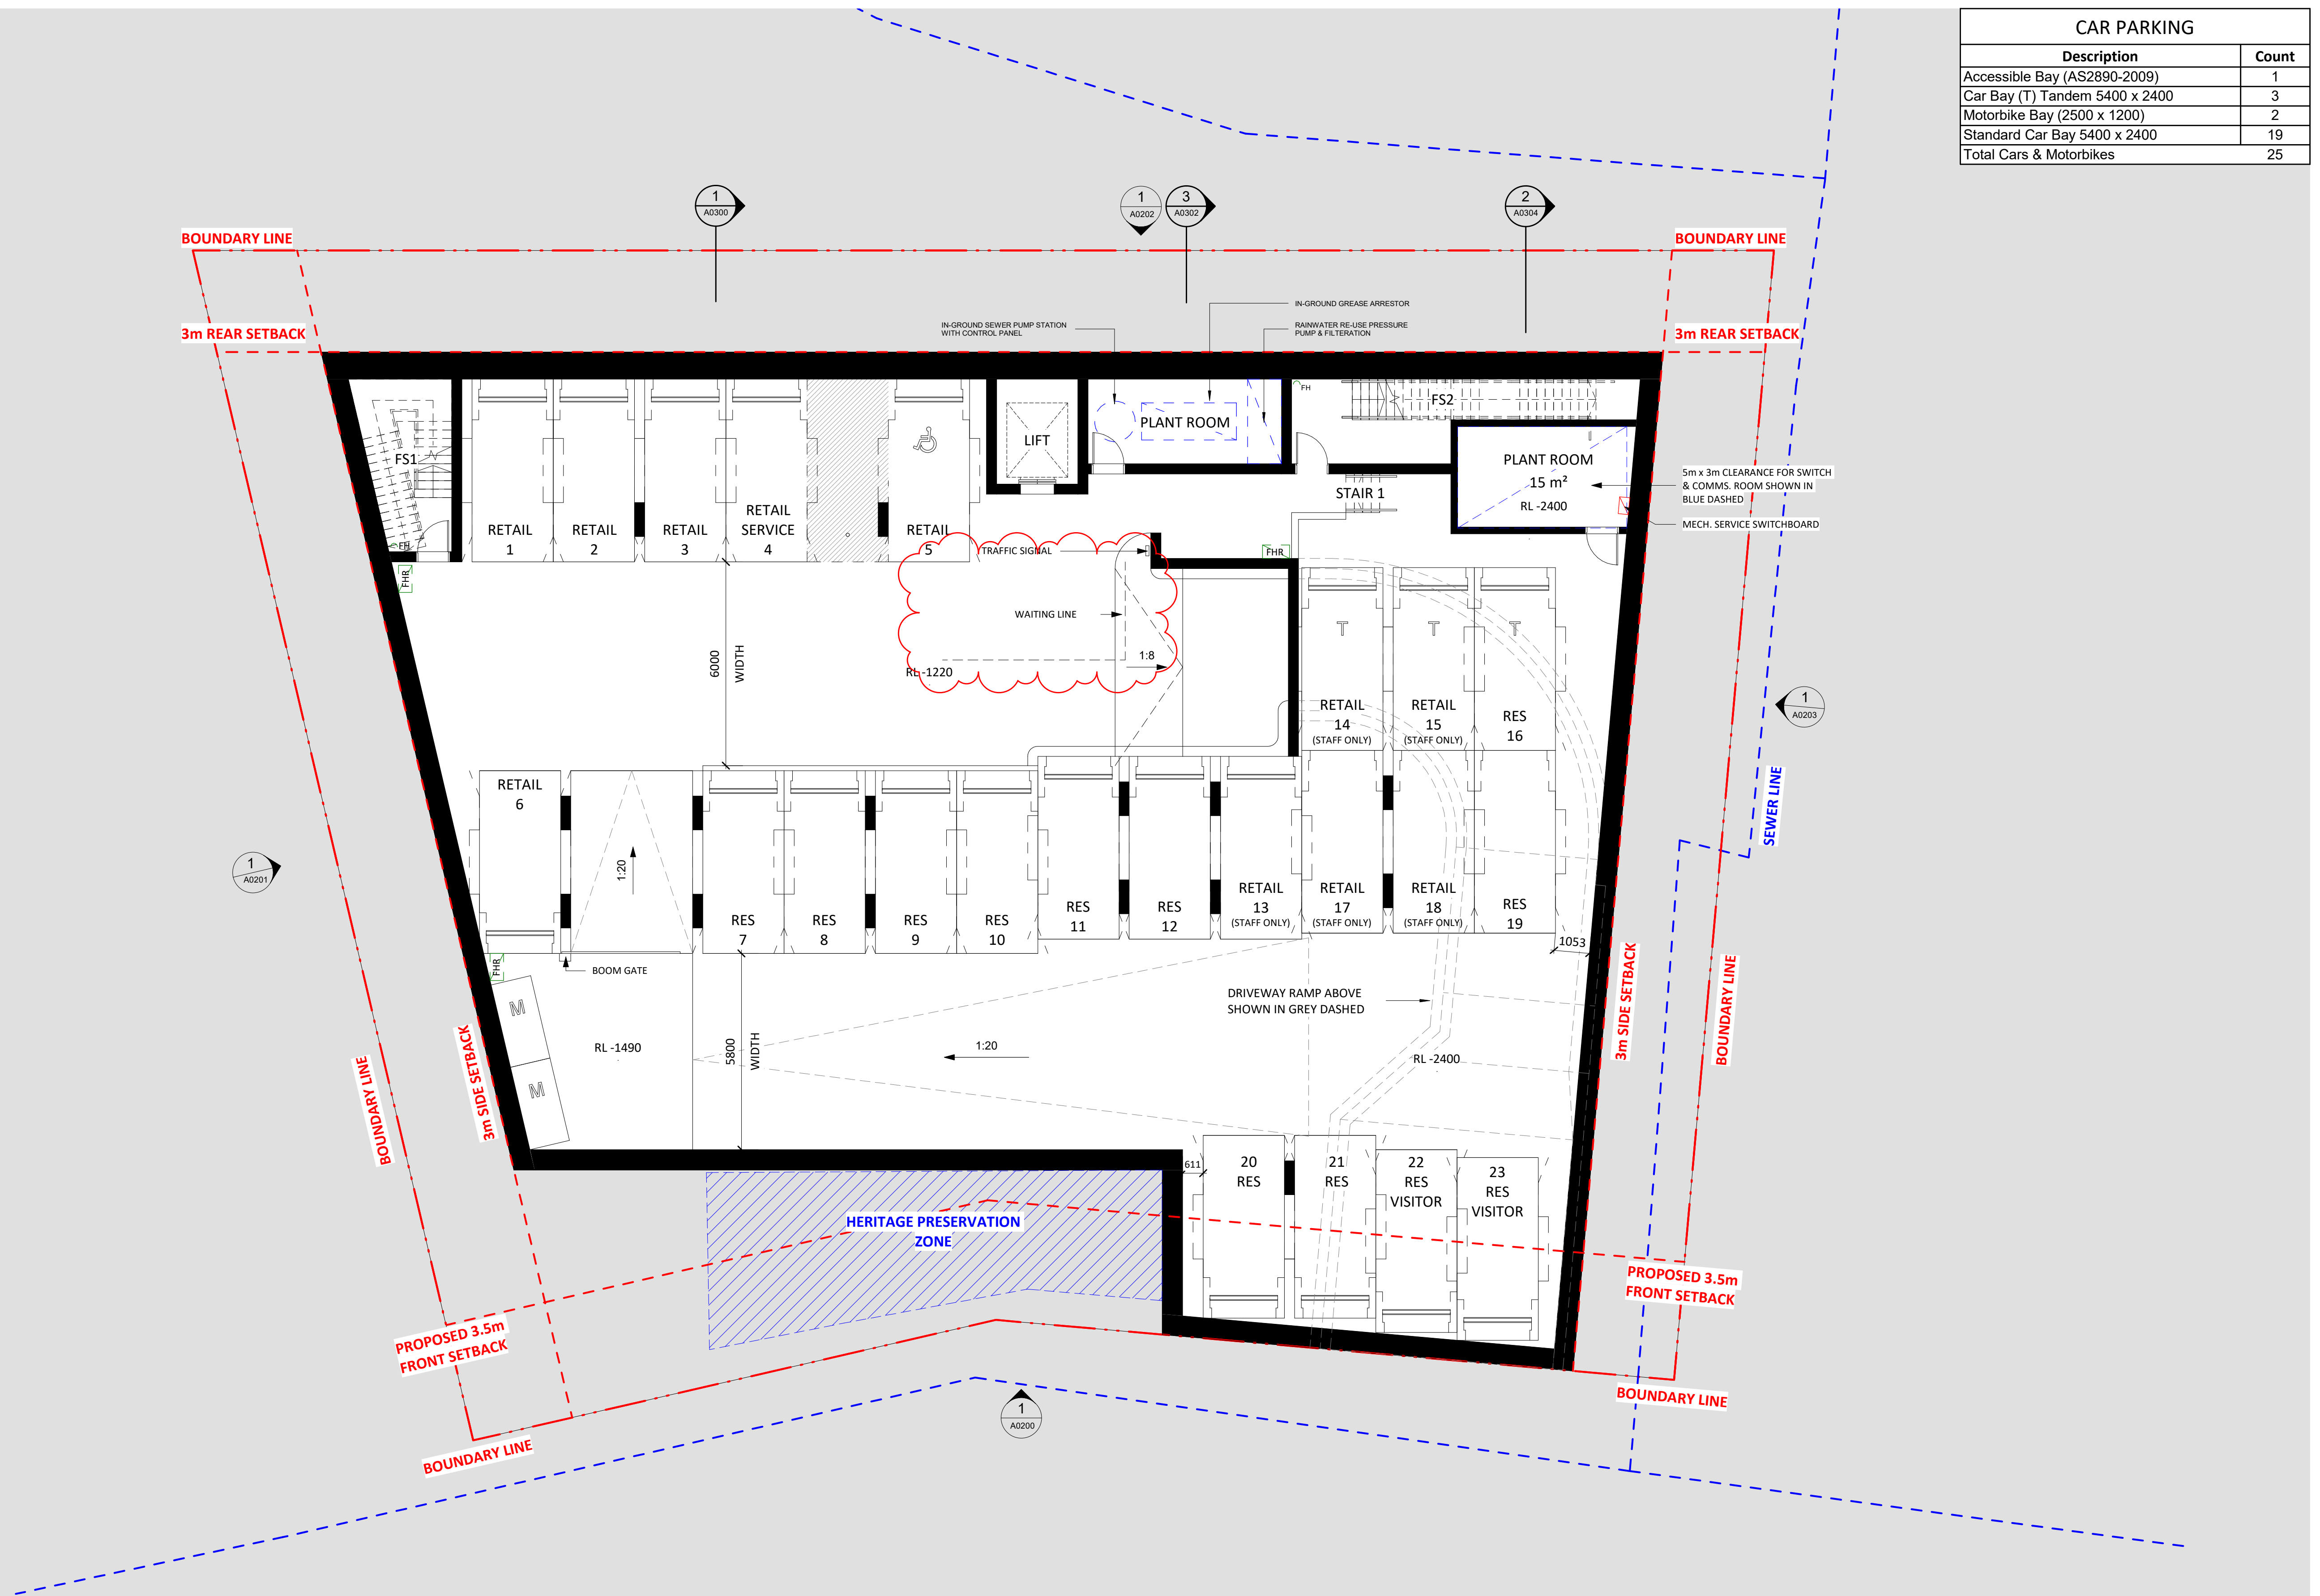 CAR PARKING
Description Count
Accessible Bay (AS2890-2009) 1
Car Bay (T) Tandem 5400 x 2400 3
Motorbike Bay (2500 x 1200) 2
Standard Car Bay 5400 x 2400 19
Total Cars & Motorbikes 25
1
A0300
1
A0202
3
A0302
2
A0304
BOUNDARY LINE
BOUNDARY LINE
3m REAR SETBACK
3m REAR SETBACK
IN-GROUND GREASE ARRESTOR
IN-GROUND SEWER PUMP STATION
WITH CONTROL PANEL
RAINWATER RE-USE PRESSURE
PUMP & FILTERATION
FH
FS2
PLANT ROOM
LIFT
FS1
PLANT ROOM
15 m²
RL -2400
5m x 3m CLEARANCE FOR SWITCH
& COMMS. ROOM SHOWN IN
BLUE DASHED
MECH. SERVICE SWITCHBOARD
STAIR 1
RETAIL
1
RETAIL
2
RETAIL
3
RETAIL
SERVICE
4
RETAIL
5
FH
FHR
TRAFFIC SIGNAL
FHR
WAITING LINE
6000
WIDTH
RL -1220
1:8
T
T
T
RETAIL
14
(STAFF ONLY)
RETAIL
15
(STAFF ONLY)
RES
16
1
A0203
SEWER LINE
RETAIL
6
1:20
1
A0201
RES
7
RES
8
RES
9
RES
10
RES
11
RES
12
RETAIL
13
(STAFF ONLY)
RETAIL
17
(STAFF ONLY)
RETAIL
18
(STAFF ONLY)
RES
19
1053
FHR
BOOM GATE
M
M
RL -1490
5800
WIDTH
1:20
DRIVEWAY RAMP ABOVE
SHOWN IN GREY DASHED
RL -2400
3m SIDE SETBACK
BOUNDARY LINE
BOUNDARY LINE
3m SIDE SETBACK
611
20
RES
21
RES
22
RES
VISITOR
23
RES
VISITOR
HERITAGE PRESERVATION
ZONE
PROPOSED 3.5m
FRONT SETBACK
PROPOSED 3.5m
FRONT SETBACK
BOUNDARY LINE
1
A0200
BOUNDARY LINE